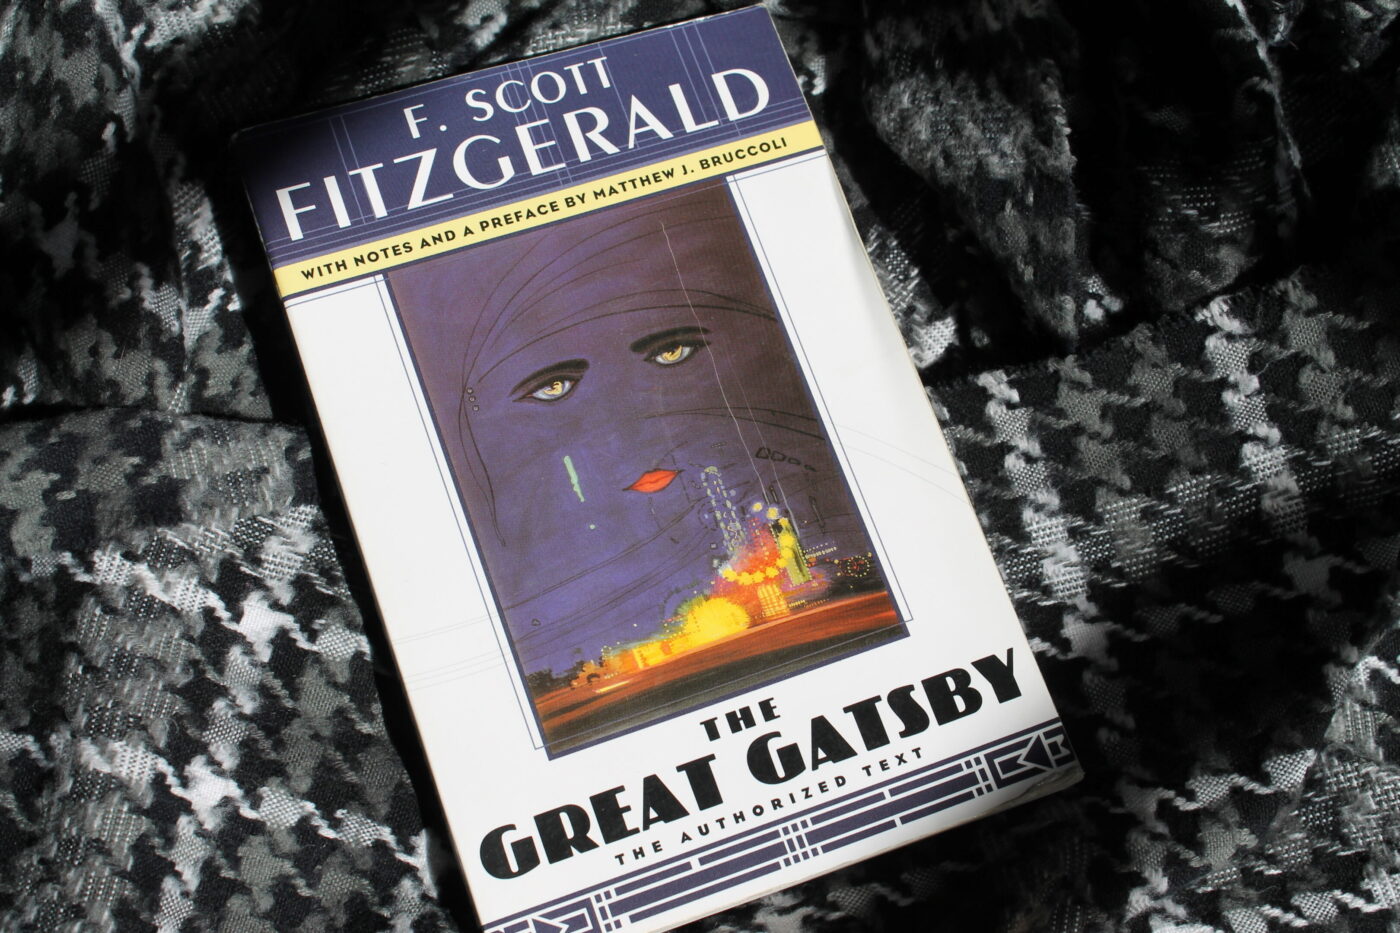 F. SCOTT
FITZGERALD
WITH NOTES AND A PREFACE BY MATTHEW J. BRUCCOLI
THE
GREAT GATSBY
THE AUTHORIZED TEXT